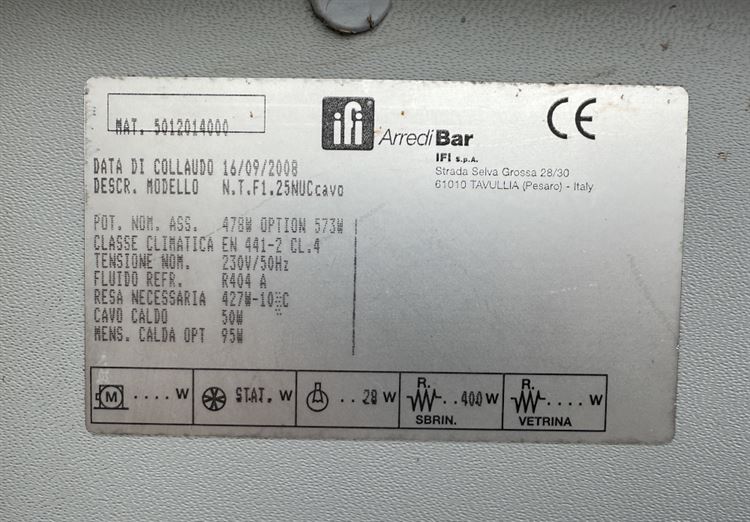 MAT. 5012014000
ifi
Arredi Bar
CE
IFI S.p.A.
Strada Selva Grossa 28/30
61010 TAVULLIA (Pesaro) - Italy
DATA DI COLLAUDO 16/09/2008
DESCR. MODELLO N.T.F1.25NUCcavo
POT. NOM. ASS. 478W OPTION 573W
CLASSE CLIMATICA EN 441-2 CL.4
TENSIONE NOM. 230V/50Hz
FLUIDO REFR. R404 A
RESA NECESSARIA 427W-10 C
CAVO CALDO 50W
MENS. CALDA OPT 95W
M .... W
STAT. W
..28 W
R. ..400 W
SBRIN.
R. .... W
VETRINA